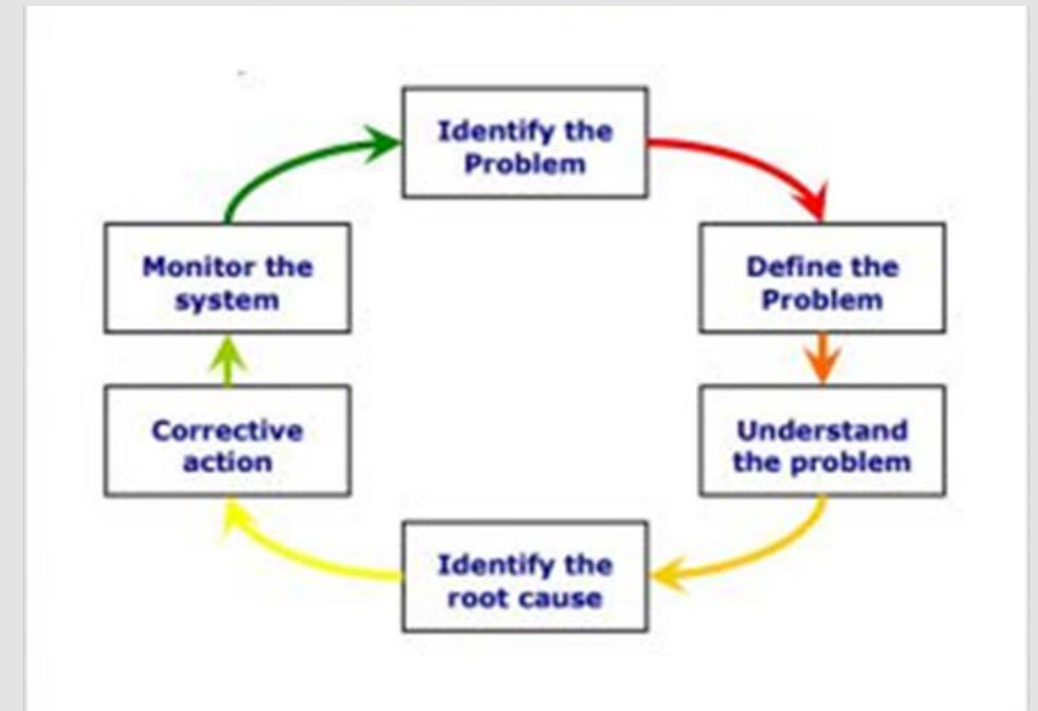 Identify the
Problem
Define the
Problem
Understand
the problem
Identify the
root cause
Corrective
action
Monitor the
system